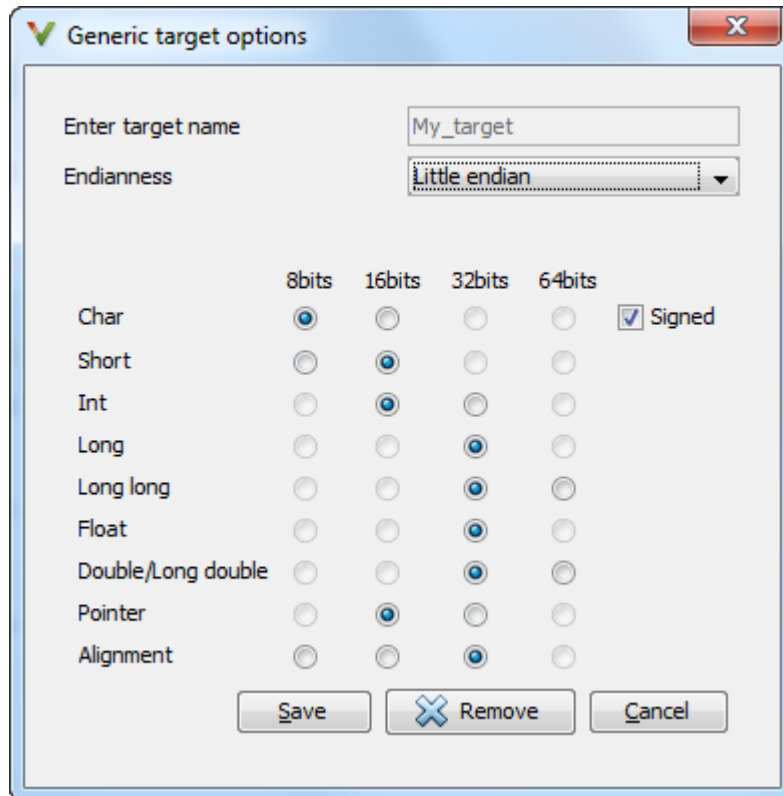 Generic target options
Enter target name My_target
Endianness Little endian
8bits 16bits 32bits 64bits
Char Signed
Short
Int
Long
Long long
Float
Double/Long double
Pointer
Alignment
Save Remove Cancel